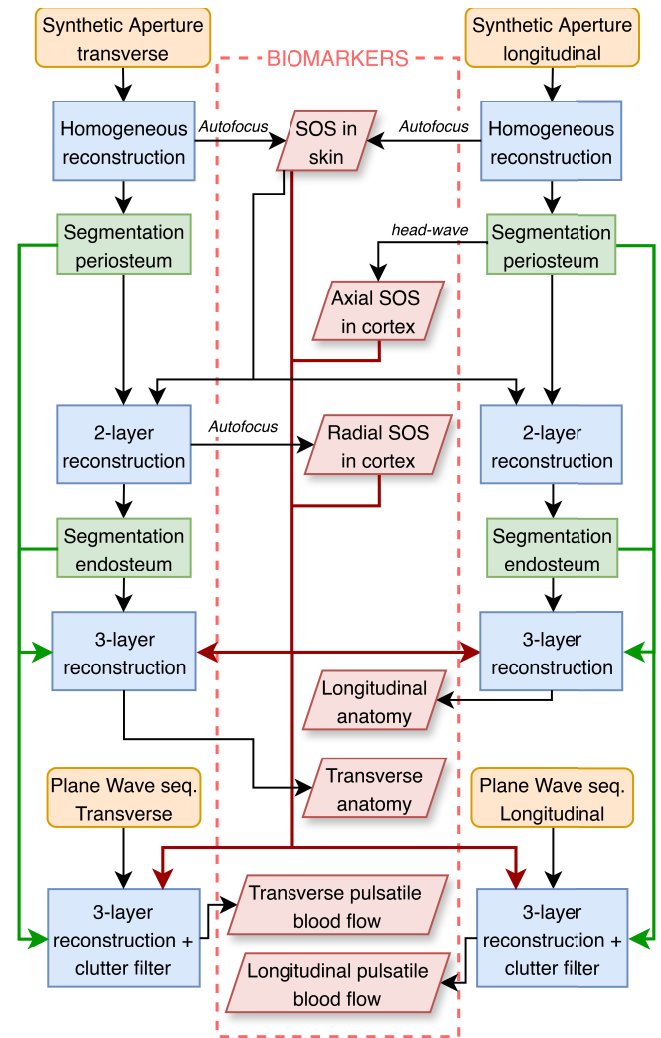 Synthetic Aperture
transverse
Synthetic Aperture
longitudinal
BIOMARKERS
Homogeneous
reconstruction
Autofocus
SOS in
skin
Autofocus
Homogeneous
reconstruction
Segmentation
periosteum
head-wave
Segmentation
periosteum
Axial SOS
in cortex
2-layer
reconstruction
Autofocus
Radial SOS
in cortex
2-layer
reconstruction
Segmentation
endosteum
Segmentation
endosteum
3-layer
reconstruction
3-layer
reconstruction
Longitudinal
anatomy
Transverse
anatomy
Plane Wave seq.
Transverse
Plane Wave seq.
Longitudinal
3-layer
reconstruction +
clutter filter
Transverse pulsatile
blood flow
Longitudinal pulsatile
blood flow
3-layer
reconstruction +
clutter filter